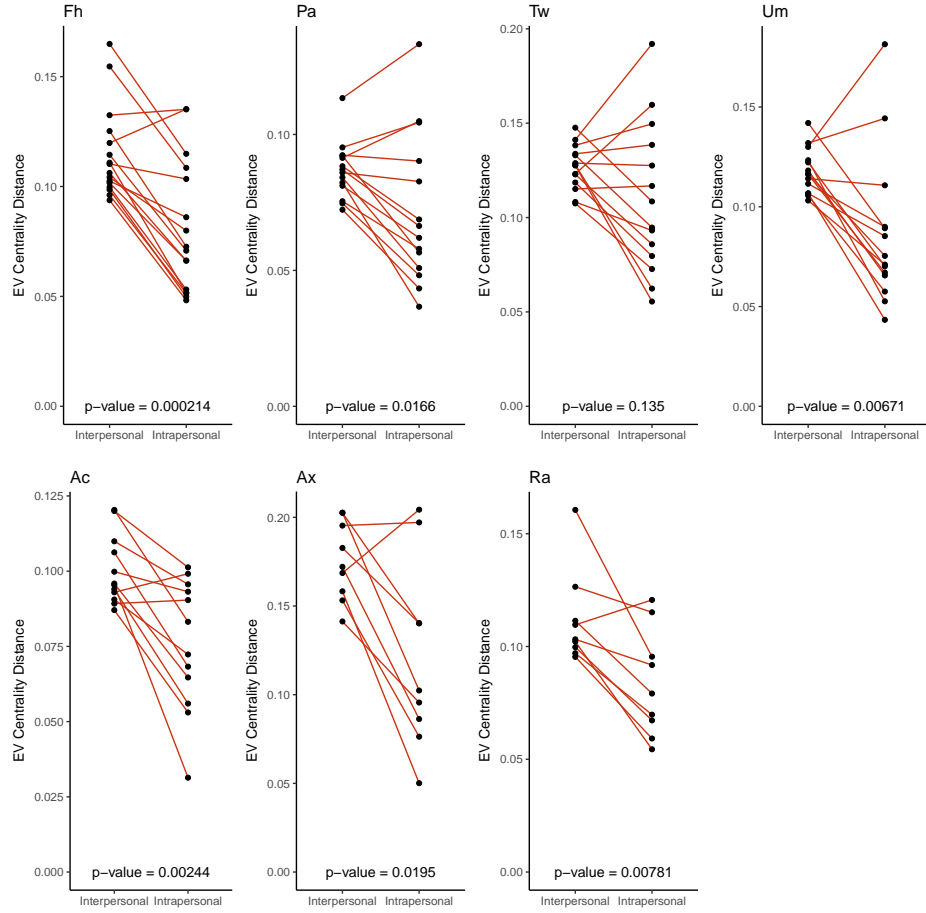 Fh
EV Centrality Distance
0.15
0.10
0.05
0.00
p−value = 0.000214
Interpersonal Intrapersonal
Pa
EV Centrality Distance
0.10
0.05
0.00
p−value = 0.0166
Interpersonal Intrapersonal
Tw
EV Centrality Distance
0.20
0.15
0.10
0.05
0.00
p−value = 0.135
Interpersonal Intrapersonal
Um
EV Centrality Distance
0.15
0.10
0.05
0.00
p−value = 0.00671
Interpersonal Intrapersonal
Ac
EV Centrality Distance
0.125
0.100
0.075
0.050
0.025
0.000
p−value = 0.00244
Interpersonal Intrapersonal
Ax
EV Centrality Distance
0.20
0.15
0.10
0.05
0.00
p−value = 0.0195
Interpersonal Intrapersonal
Ra
EV Centrality Distance
0.15
0.10
0.05
0.00
p−value = 0.00781
Interpersonal Intrapersonal